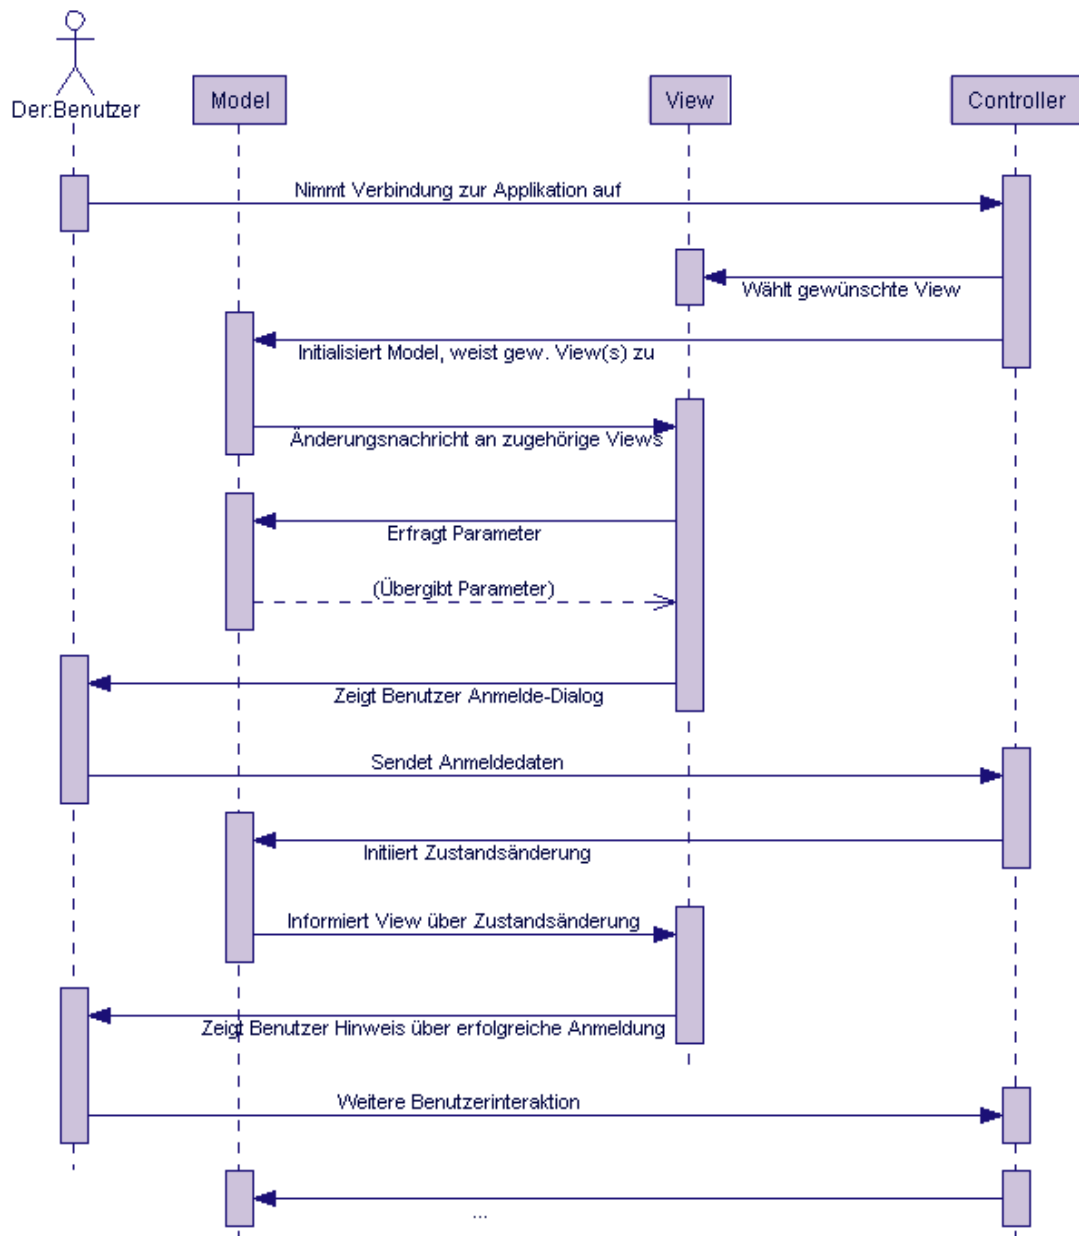 Der:Benutzer
Model
View
Controller
Nimmt Verbindung zur Applikation auf
Wählt gewünschte View
Initialisiert Model, weist gew. View(s) zu
Änderungsnachricht an zugehörige Views
Erfragt Parameter
(Übergibt Parameter)
Zeigt Benutzer Anmelde-Dialog
Sendet Anmeldedaten
Initiiert Zustandsänderung
Informiert View über Zustandsänderung
Zeigt Benutzer Hinweis über erfolgreiche Anmeldung
Weitere Benutzerinteraktion
...